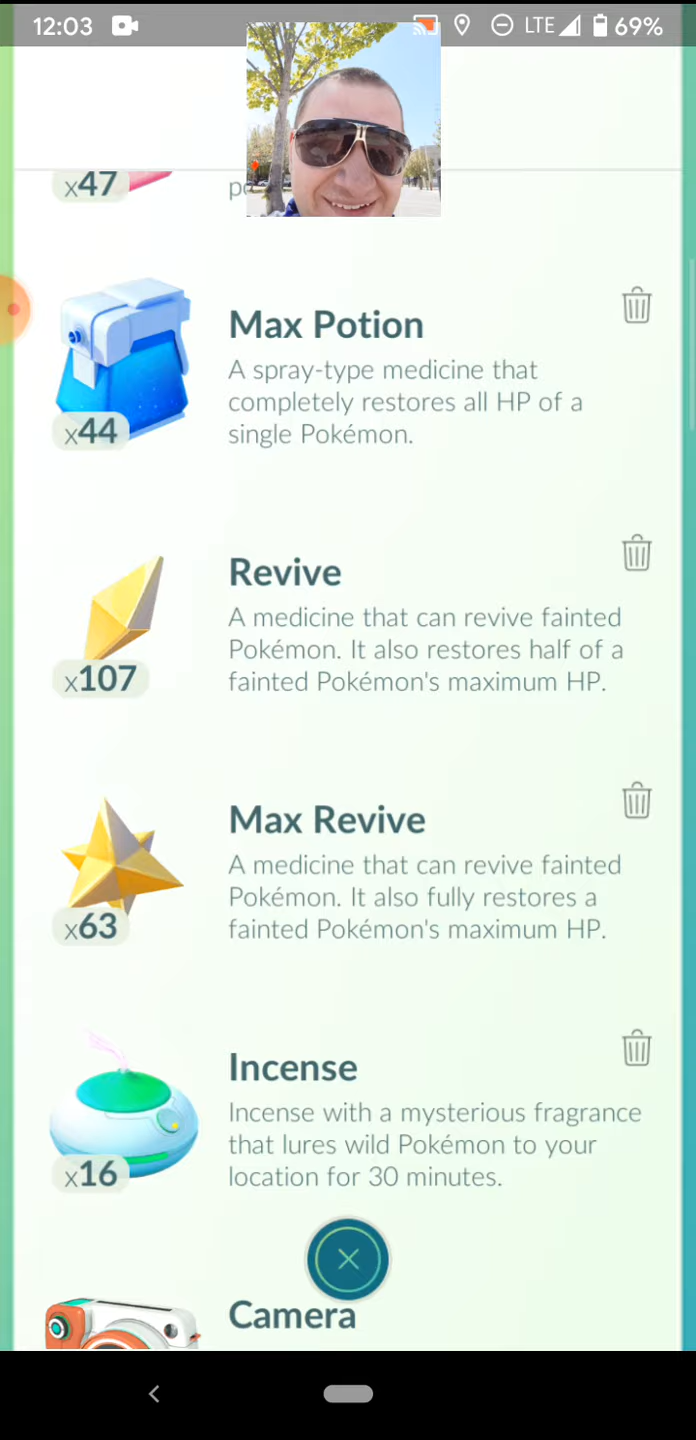 12:03
LTE
69%
x47
Max Potion
A spray-type medicine that
completely restores all HP of a
single Pokémon.
x44
Revive
A medicine that can revive fainted
Pokémon. It also restores half of a
fainted Pokémon's maximum HP.
x107
Max Revive
A medicine that can revive fainted
Pokémon. It also fully restores a
fainted Pokémon's maximum HP.
x63
Incense
Incense with a mysterious fragrance
that lures wild Pokémon to your
location for 30 minutes.
x16
Camera